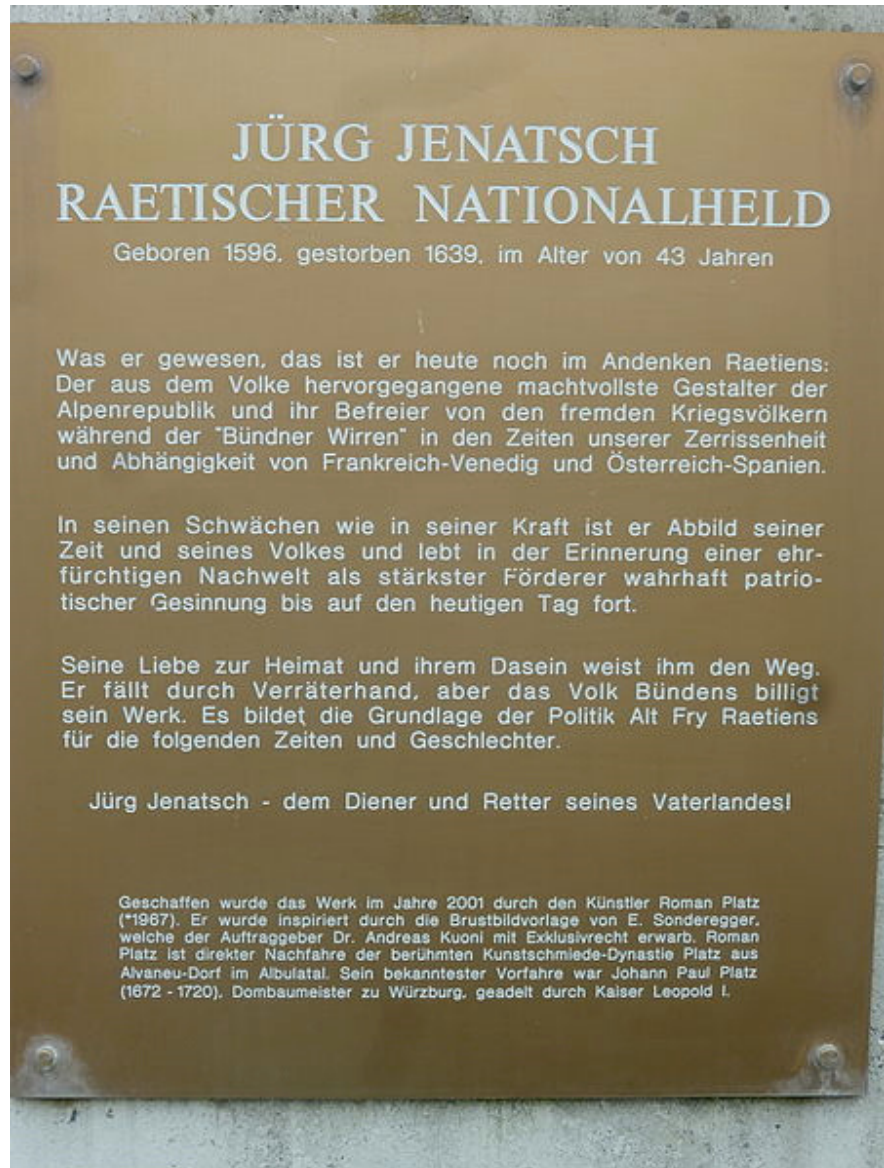 JÜRG JENATSCH
RAETISCHER NATIONALHELD
Geboren 1596, gestorben 1639, im Alter von 43 Jahren
Was er gewesen, das ist er heute noch im Andenken Raetiens:
Der aus dem Volke hervorgegangene machtvollste Gestalter der
Alpenrepublik und ihr Befreier von den fremden Kriegsvölkern
während der "Bündner Wirren" in den Zeiten unserer Zerrissenheit
und Abhängigkeit von Frankreich-Venedig und Österreich-Spanien.
In seinen Schwächen wie in seiner Kraft ist er Abbild seiner
Zeit und seines Volkes und lebt in der Erinnerung einer ehr-
fürchtigen Nachwelt als stärkster Förderer wahrhaft patrio-
tischer Gesinnung bis auf den heutigen Tag fort.
Seine Liebe zur Heimat und ihrem Dasein weist ihm den Weg.
Er fällt durch Verräterhand, aber das Volk Bündens billigt
sein Werk. Es bildet die Grundlage der Politik Alt Fry Raetiens
für die folgenden Zeiten und Geschlechter.
Jürg Jenatsch - dem Diener und Retter seines Vaterlandes!
Geschaffen wurde das Werk im Jahre 2001 durch den Künstler Roman Platz
(*1967). Er wurde inspiriert durch die Brustbildvorlage von E. Sonderegger,
welche der Auftraggeber Dr. Andreas Kuoni mit Exklusivrecht erwarb. Roman
Platz ist direkter Nachfahre der berühmten Kunstschmiede-Dynastie Platz aus
Alvaneu-Dorf im Albulatal. Sein bekanntester Vorfahre war Johann Paul Platz
(1672 - 1720), Dombaumeister zu Würzburg, geadelt durch Kaiser Leopold I.